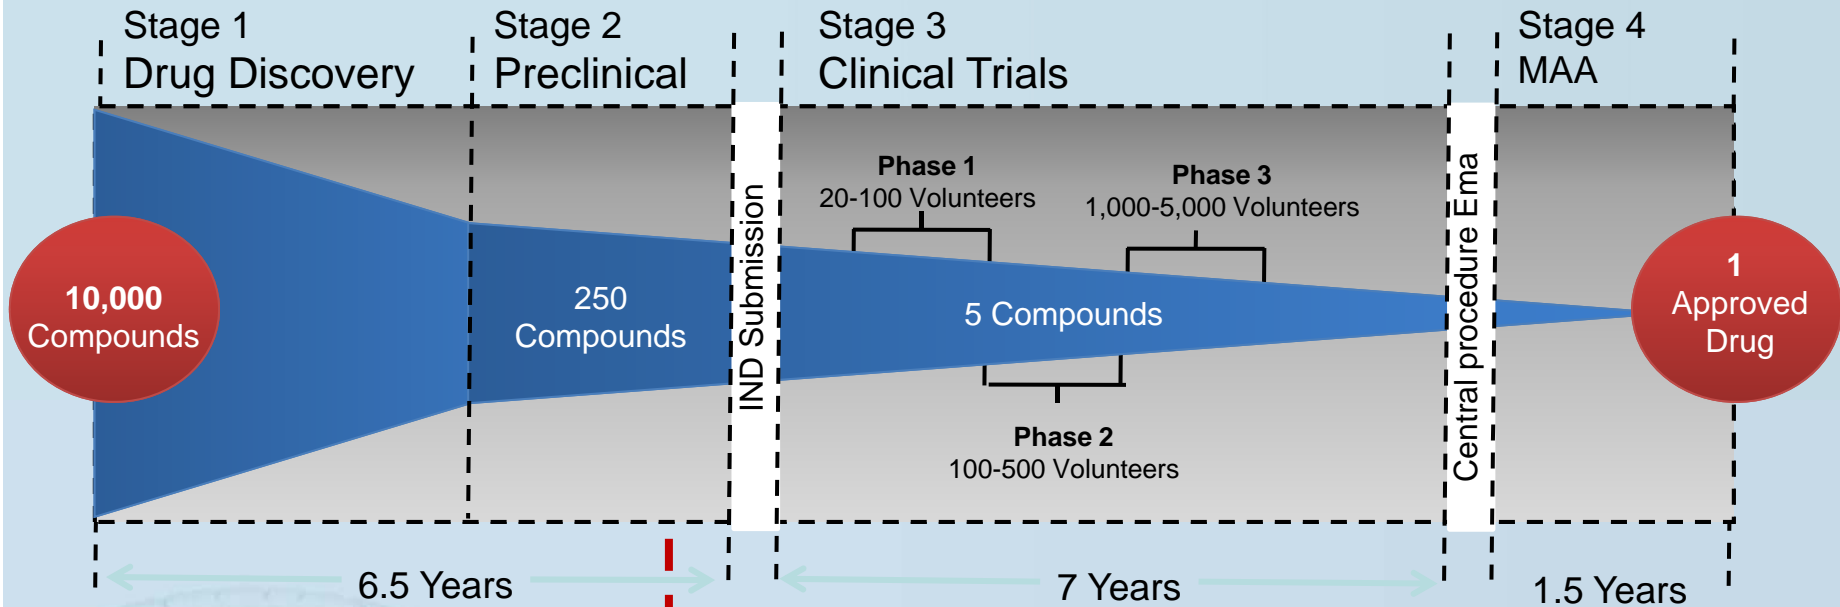 Stage 1
Drug Discovery
Stage 2
Preclinical
Stage 3
Clinical Trials
Stage 4
MAA
10,000
Compounds
250
Compounds
IND Submission
Phase 1
20-100 Volunteers
Phase 3
1,000-5,000 Volunteers
5 Compounds
Phase 2
100-500 Volunteers
Central procedure Ema
1
Approved
Drug
6.5 Years
7 Years
1.5 Years